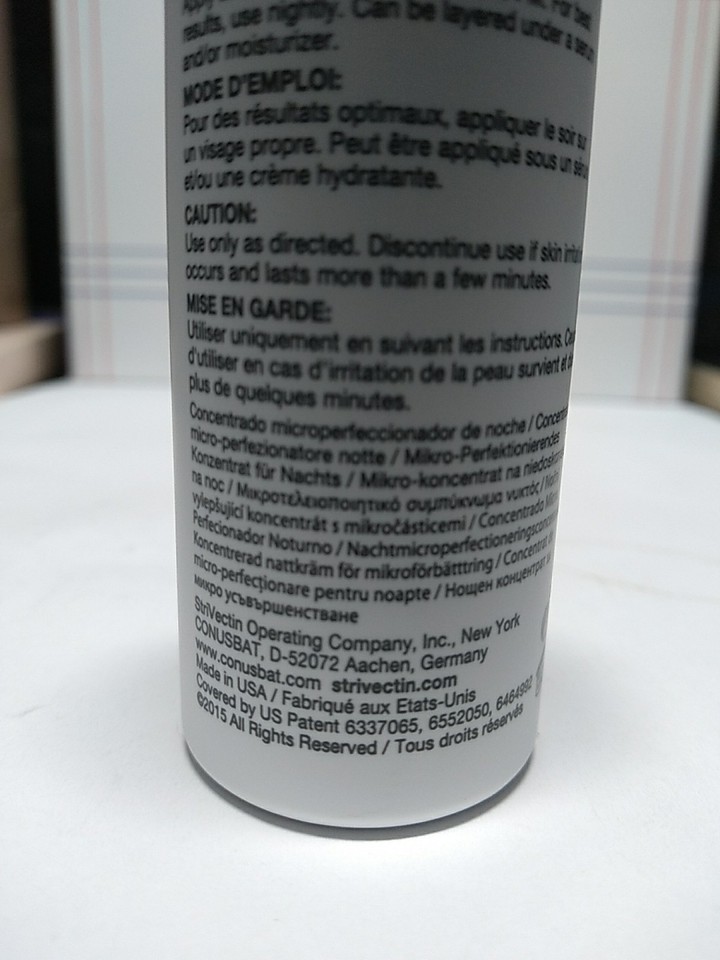 For best
results, use nightly. Can be layered under a
and/or moisturizer.
MODE D'EMPLOI:
Pour des résultats optimaux, appliquer le soir sur
un visage propre. Peut être appliqué sous un
et/ou une crème hydratante.
CAUTION:
Use only as directed. Discontinue use if skin
occurs and lasts more than a few minutes.
MISE EN GARDE:
Utiliser uniquement en suivant les instructions.
d'utiliser en cas d'irritation de la peau survient et
plus de quelques minutes.
Concentrado microperfeccionador de noche /
micro-perfezionatore notte / Mikro-Perfektionierendes
Konzentrat für Nachts / Mikro-koncentrat na
na noc / Μικροτελειοποιητικό συμπύκνωμα νυκτός /
vylepšující koncentrát s mikročásticemi / Concentrado
Perfecionador Noturno /
Koncentrerad nattkräm för mikroförbätttring /
micro-perfecționare pentru noapte / Нощен концентрат
микро усъвършенстване
StriVectin Operating Company, Inc., New York
CONUSBAT, D-52072 Aachen, Germany
www.conusbat.com strivectin.com
Made in USA / Fabriqué aux Etats-Unis
Covered by US Patent 6337065, 6552050, 6464992
©2015 All Rights Reserved / Tous droits réservés